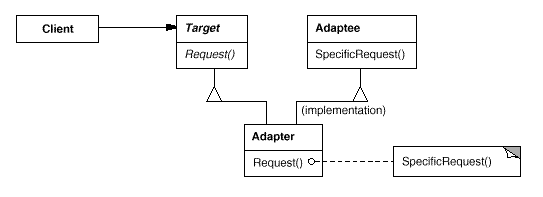 Client
Target
Request()
Adaptee
SpecificRequest()
(implementation)
Adapter
Request()
SpecificRequest()